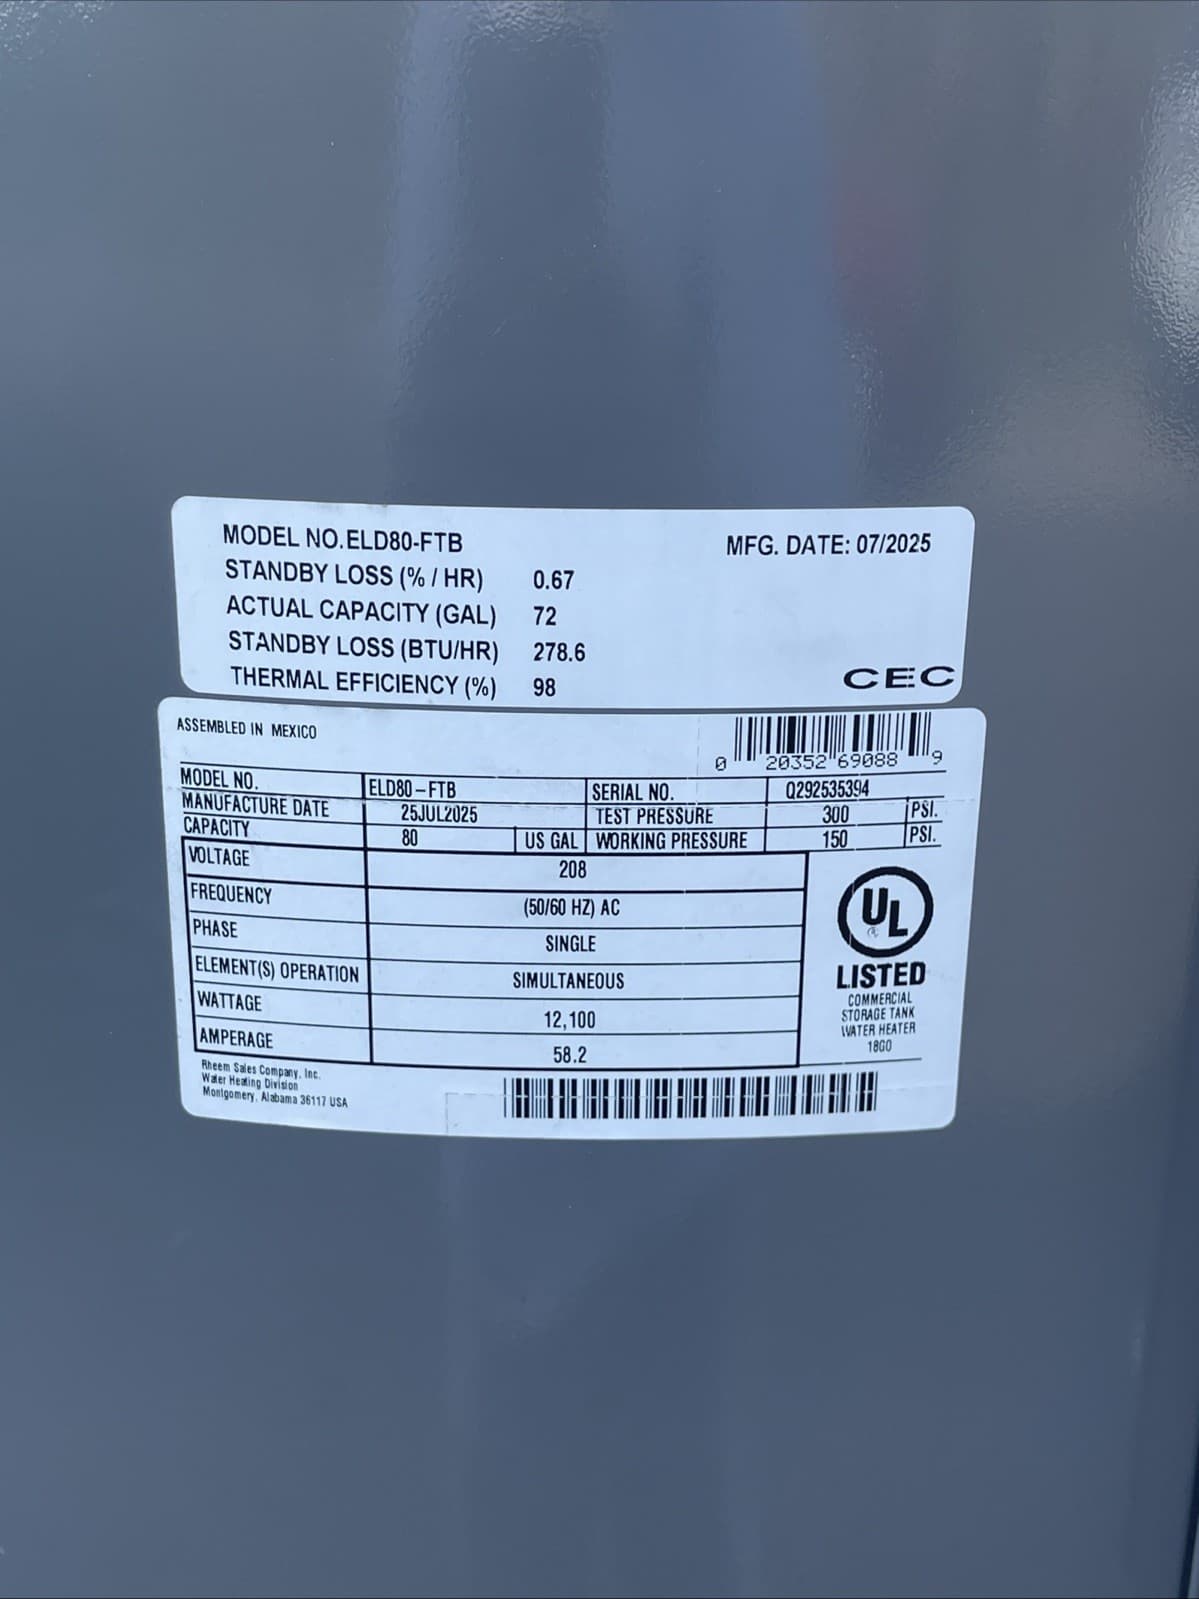 MODEL NO.ELD80-FTB MFG. DATE: 07/2025
STANDBY LOSS (% / HR) 0.67
ACTUAL CAPACITY (GAL) 72
STANDBY LOSS (BTU/HR) 278.6
THERMAL EFFICIENCY (%) 98
CEC
ASSEMBLED IN MEXICO
0 20352 69088 9
MODEL NO. ELD80-FTB SERIAL NO. Q292535394
MANUFACTURE DATE 25JUL2025 TEST PRESSURE 300 PSI.
CAPACITY 80 US GAL WORKING PRESSURE 150 PSI.
VOLTAGE 208
FREQUENCY (50/60 HZ) AC
PHASE SINGLE
ELEMENT(S) OPERATION SIMULTANEOUS
WATTAGE 12,100
AMPERAGE 58.2
UL
®
LISTED
COMMERCIAL
STORAGE TANK
WATER HEATER
18G0
Rheem Sales Company, Inc.
Water Heating Division
Montgomery, Alabama 36117 USA